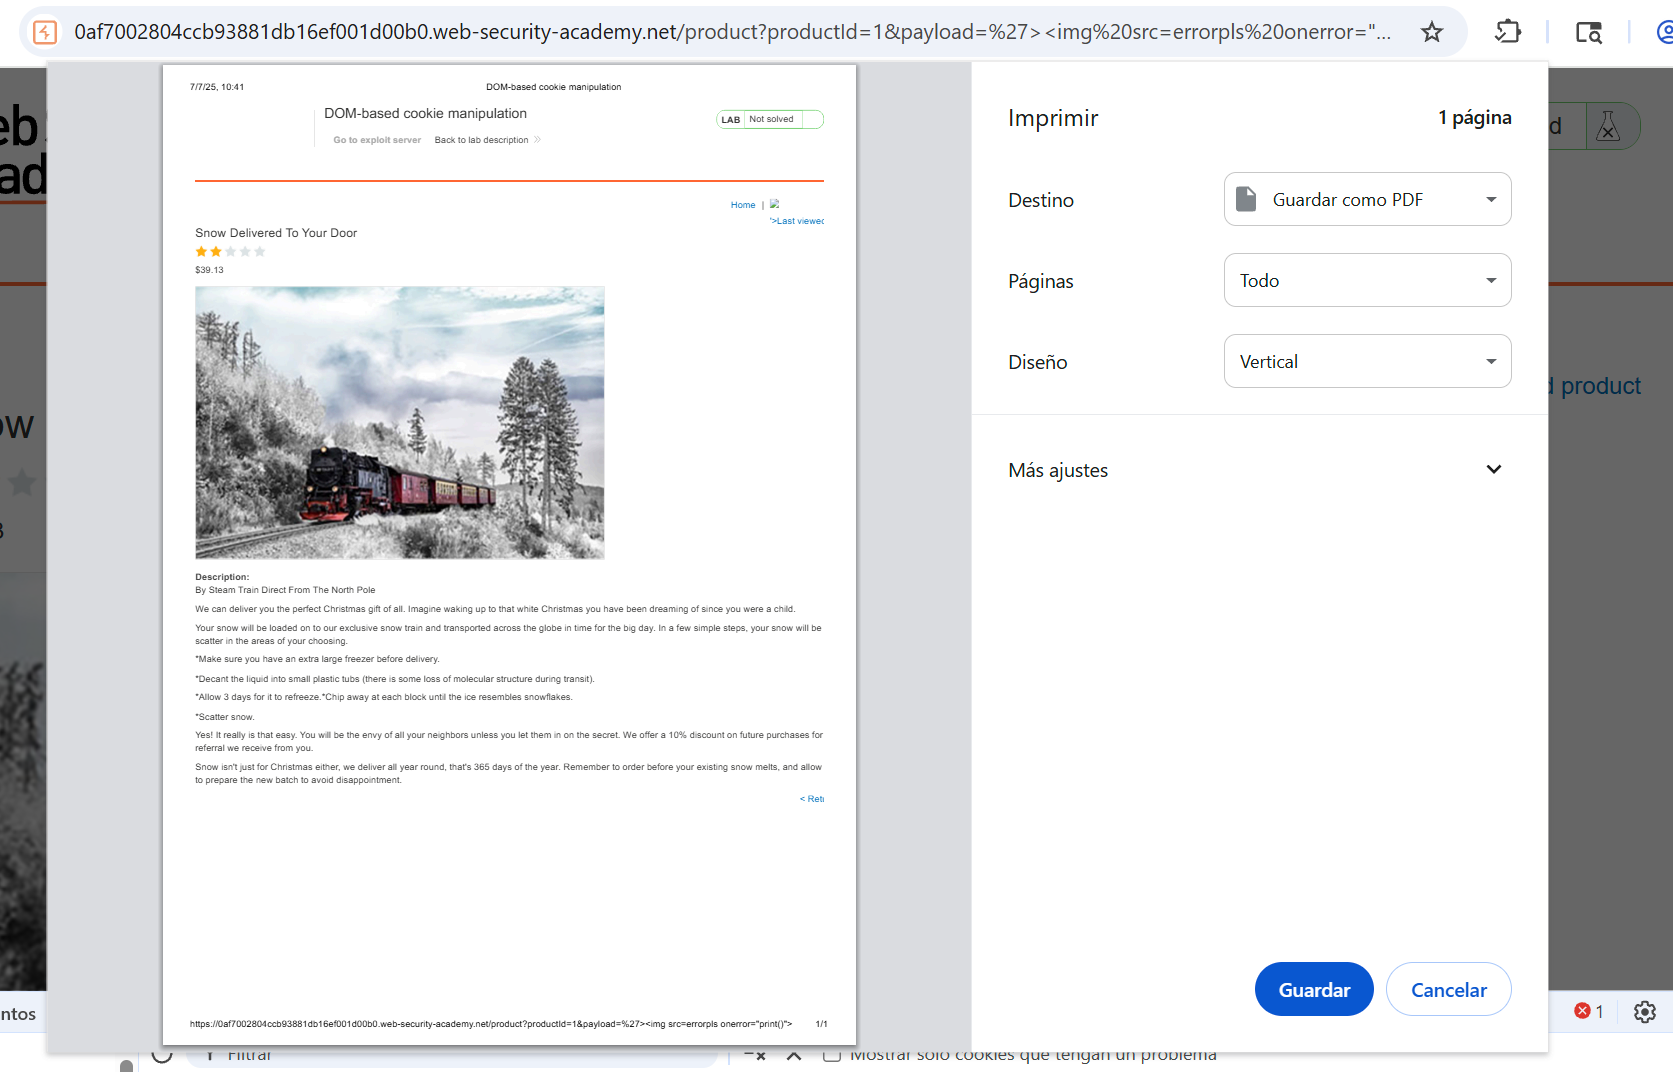 0af7002804ccb93881db16ef001d00b0.web-security-academy.net/product?productId=1&payload=%27><img%20src=errorpls%20onerror="...
7/7/25, 10:41
DOM-based cookie manipulation
DOM-based cookie manipulation
LAB Not solved
Go to exploit server Back to lab description
Home |
'>Last viewed
Snow Delivered To Your Door
$39.13
Description:
By Steam Train Direct From The North Pole
We can deliver you the perfect Christmas gift of all. Imagine waking up to that white Christmas you have been dreaming of since you were a child.
Your snow will be loaded on to our exclusive snow train and transported across the globe in time for the big day. In a few simple steps, your snow will be
scatter in the areas of your choosing.
*Make sure you have an extra large freezer before delivery.
*Decant the liquid into small plastic tubs (there is some loss of molecular structure during transit).
*Allow 3 days for it to refreeze.*Chip away at each block until the ice resembles snowflakes.
*Scatter snow.
Yes! It really is that easy. You will be the envy of all your neighbors unless you let them in on the secret. We offer a 10% discount on future purchases for
referral we receive from you.
Snow isn't just for Christmas either, we deliver all year round, that's 365 days of the year. Remember to order before your existing snow melts, and allow
to prepare the new batch to avoid disappointment.
< Ret
https://0af7002804ccb93881db16ef001d00b0.web-security-academy.net/product?productId=1&payload=%27><img src=errorpls onerror="print()"> 1/1
Imprimir 1 página
Destino Guardar como PDF
Páginas Todo
Diseño Vertical
Más ajustes
Guardar Cancelar
eb
ad
d
d product
ow
ntos
1
Filtrar
Mostrar solo cookies que tengan un problema